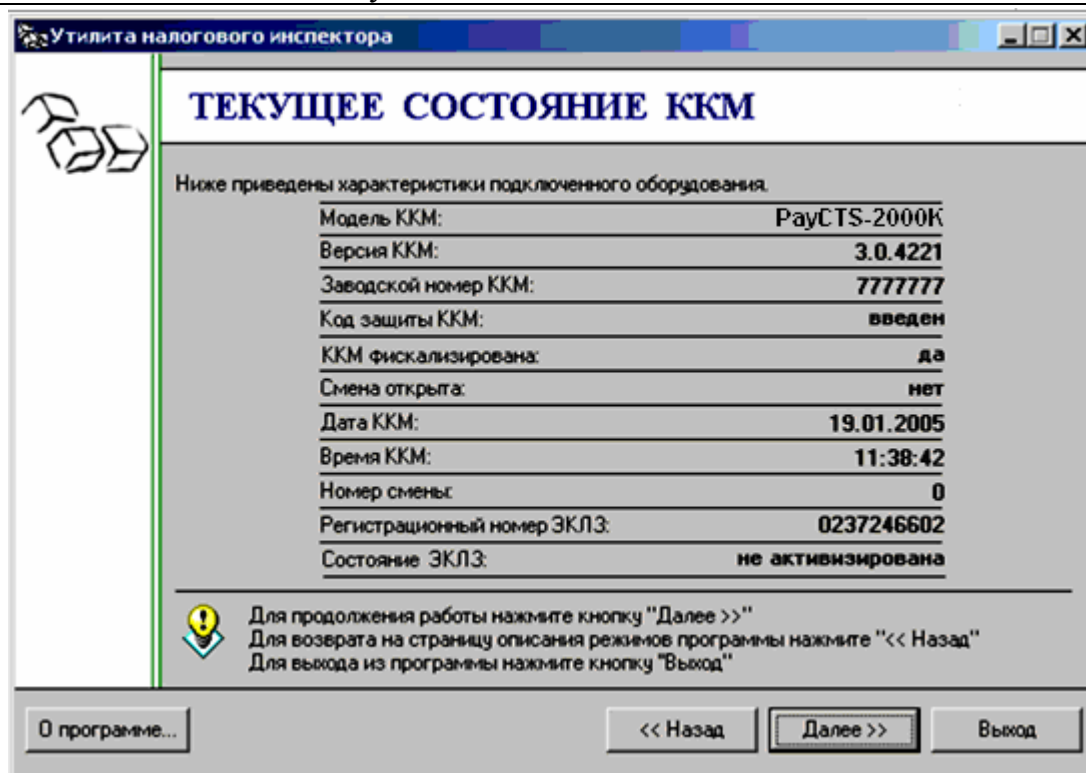 Утилита налогового инспектора
ТЕКУЩЕЕ СОСТОЯНИЕ ККМ
Ниже приведены характеристики подключенного оборудования.
Модель ККМ: PayCTS-2000K
Версия ККМ: 3.0.4221
Заводской номер ККМ: 7777777
Код защиты ККМ: введен
ККМ фискализирована: да
Смена открыта: нет
Дата ККМ: 19.01.2005
Время ККМ: 11:38:42
Номер смены: 0
Регистрационный номер ЭКЛЗ: 0237246602
Состояние ЭКЛЗ: не активизирована
Для продолжения работы нажмите кнопку "Далее >>"
Для возврата на страницу описания режимов программы нажмите "<< Назад"
Для выхода из программы нажмите кнопку "Выход"
О программе... << Назад Далее >> Выход